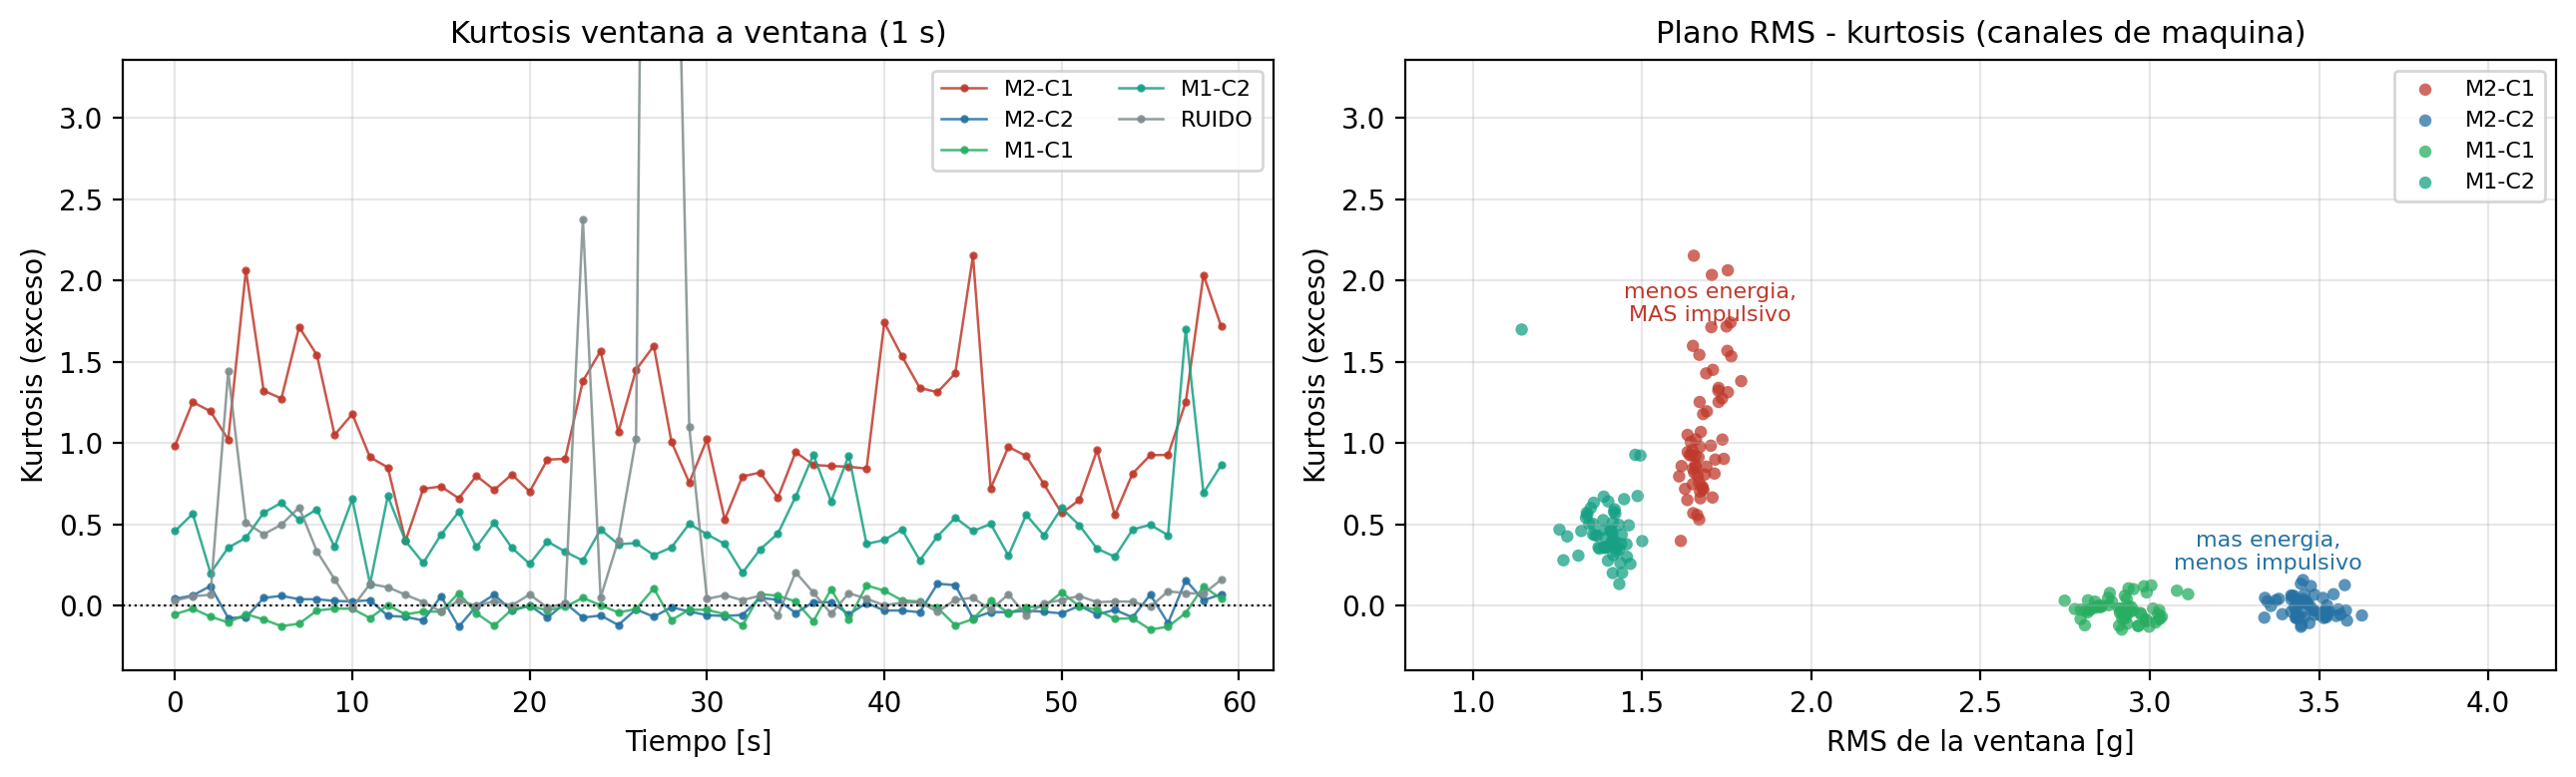 Kurtosis ventana a ventana (1 s)
Kurtosis (exceso)
3.0
2.5
2.0
1.5
1.0
0.5
0.0
0
10
20
30
40
50
60
Tiempo [s]
M2-C1
M2-C2
M1-C1
M1-C2
RUIDO
Plano RMS - kurtosis (canales de maquina)
Kurtosis (exceso)
3.0
2.5
2.0
1.5
1.0
0.5
0.0
1.0
1.5
2.0
2.5
3.0
3.5
4.0
RMS de la ventana [g]
M2-C1
M2-C2
M1-C1
M1-C2
menos energia,
MAS impulsivo
mas energia,
menos impulsivo